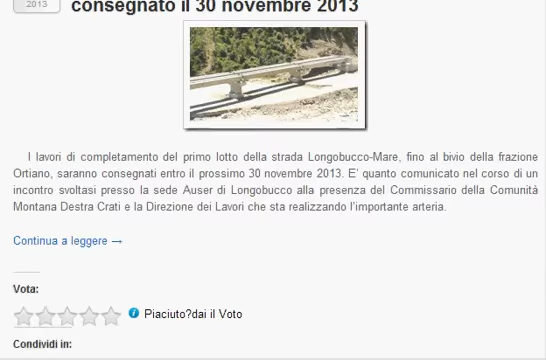 2013
consegnato il 30 novembre 2013
I lavori di completamento del primo lotto della strada Longobucco-Mare, fino al bivio della frazione
Ortiano, saranno consegnati entro il prossimo 30 novembre 2013. E' quanto comunicato nel corso di un
incontro svoltasi presso la sede Auser di Longobucco alla presenza del Commissario della Comunità
Montana Destra Crati e la Direzione dei Lavori che sta realizzando l'importante arteria.
Continua a leggere →
Vota:
Piaciuto?dai il Voto
Condividi in: